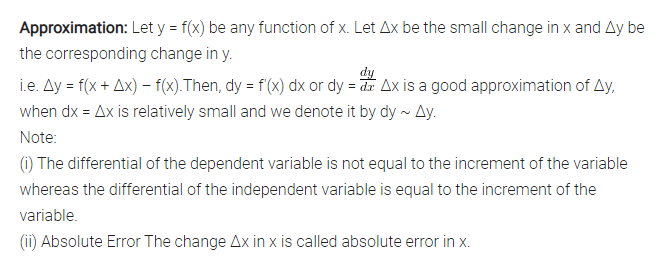 Approximation: Let y = f(x) be any function of x. Let Δx be the small change in x and Δy be
the corresponding change in y.
i.e. Δy = f(x + Δx) – f(x).Then, dy = f'(x) dx or dy = dy/dx Δx is a good approximation of Δy,
when dx = Δx is relatively small and we denote it by dy ~ Δy.
Note:
(i) The differential of the dependent variable is not equal to the increment of the variable
whereas the differential of the independent variable is equal to the increment of the
variable.
(ii) Absolute Error The change Δx in x is called absolute error in x.